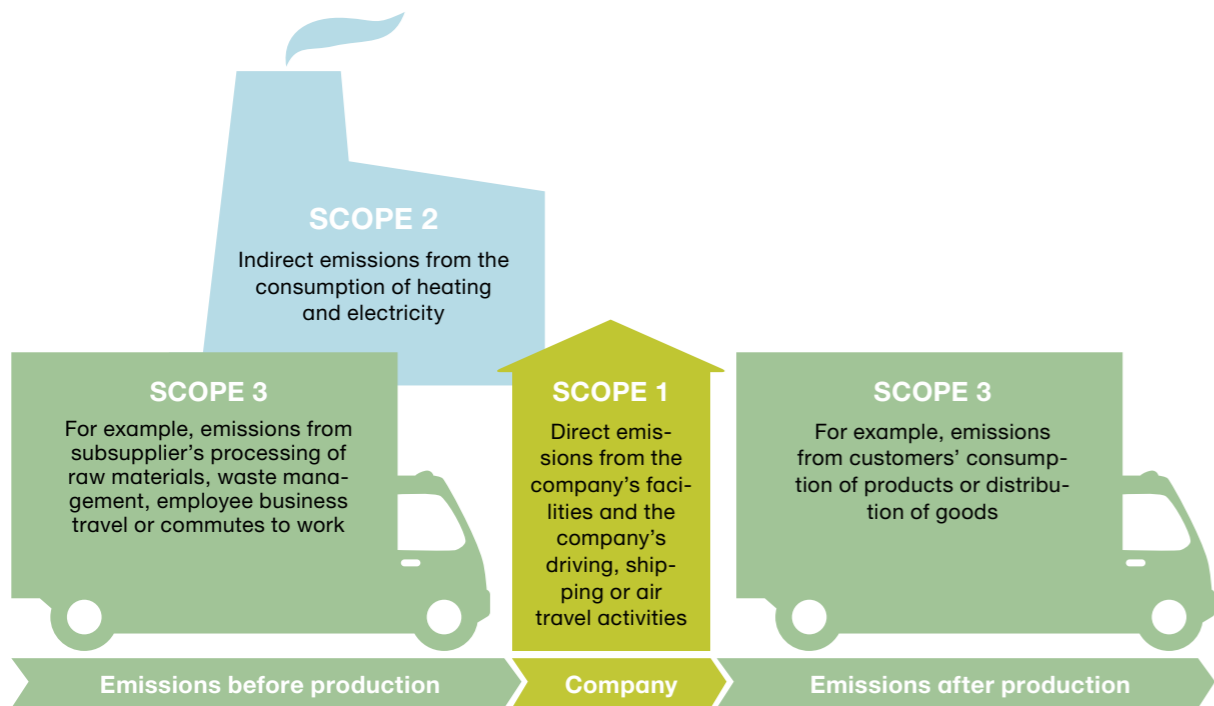 SCOPE 2
Indirect emissions from the
consumption of heating
and electricity
SCOPE 3
For example, emissions from
subsupplier's processing of
raw materials, waste mana-
gement, employee business
travel or commutes to work
SCOPE 1
Direct emis-
sions from the
company's faci-
lities and the
company's
driving, ship-
ping or air
travel activities
SCOPE 3
For example, emissions
from customers' consump-
tion of products or distribu-
tion of goods
Emissions before production
Company
Emissions after production